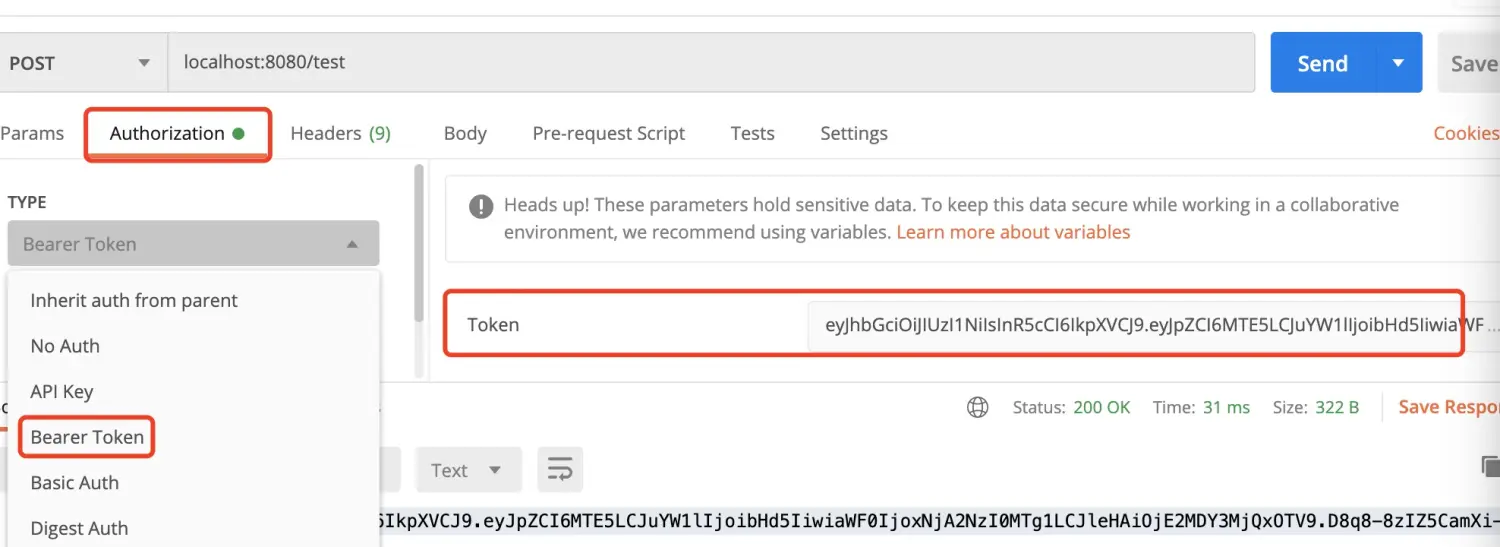 POST
localhost:8080/test
Send
Save
Params
Authorization
Headers (9)
Body
Pre-request Script
Tests
Settings
Cookies
TYPE
Bearer Token
Heads up! These parameters hold sensitive data. To keep this data secure while working in a collaborative
environment, we recommend using variables. Learn more about variables
Inherit auth from parent
No Auth
API Key
Bearer Token
Basic Auth
Digest Auth
Token
eyJhbGciOiJIUzI1NiIsInR5cCI6IkpXVCJ9.eyJpZCI6MTE5LCJuYW1lIjoibHd5IiwiaWF ...
Status: 200 OK
Time: 31 ms
Size: 322 B
Save Respon
Text
6IkpXVCJ9.eyJpZCI6MTE5LCJuYW1lIjoibHd5IiwiaWF0IjoxNjA2NzI0MTg1LCJleHAiOjE2MDY3MjQxOTV9.D8q8-8zIZ5CamXi-